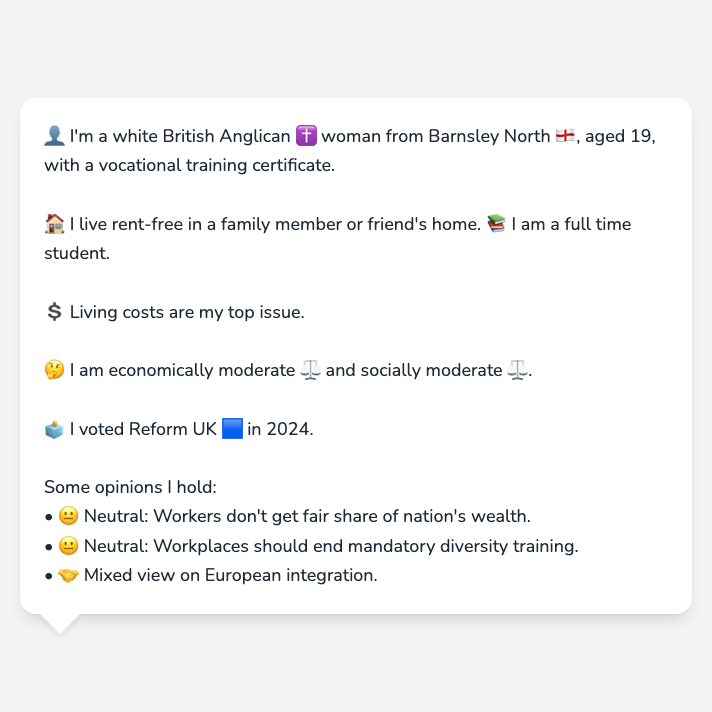 👤 I'm a white British Anglican ✝️ woman from Barnsley North 🏴󠁧󠁢󠁥󠁮󠁧󠁿, aged 19,
with a vocational training certificate.
🏠 I live rent-free in a family member or friend's home. 📚 I am a full time
student.
💲 Living costs are my top issue.
🤔 I am economically moderate ⚖️ and socially moderate ⚖️.
🗳️ I voted Reform UK 🟦 in 2024.
Some opinions I hold:
• 😐 Neutral: Workers don't get fair share of nation's wealth.
• 😐 Neutral: Workplaces should end mandatory diversity training.
• 🤝 Mixed view on European integration.